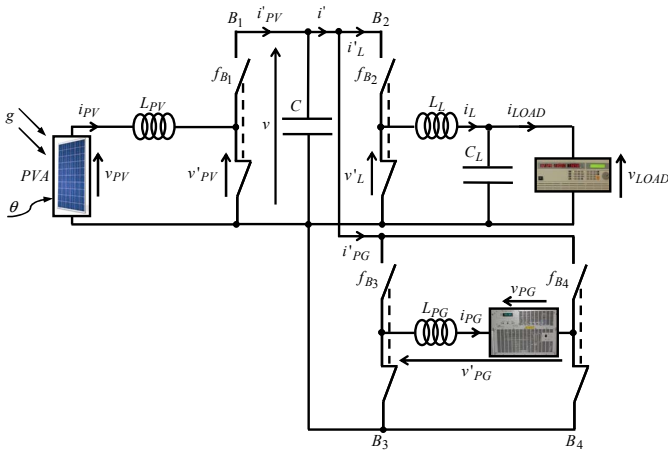 B1 i'PV i' B2
i'L
fB1 fB2
LPV C LL iL iLOAD
g iPV v
CL
PVA vPV v'PV v'L vLOAD
θ
i'PG
fB3 vPG fB4
LPG iPG
v'PG
B3 B4